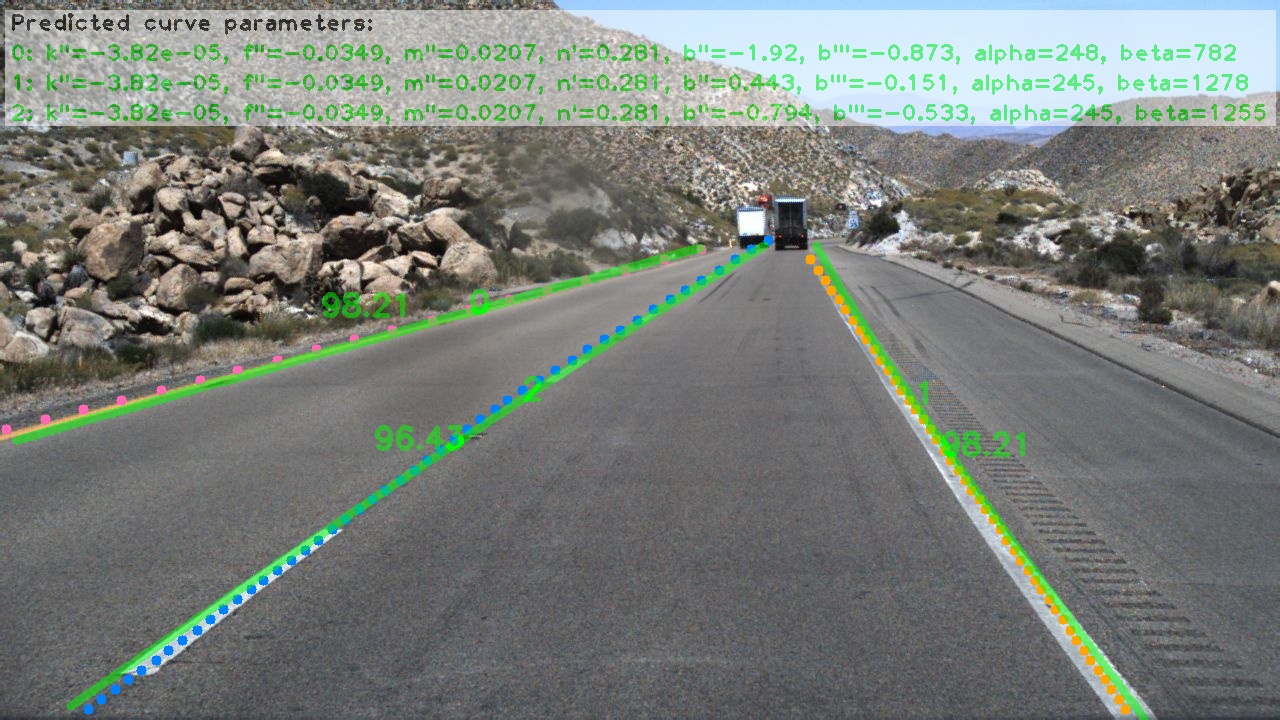 Predicted curve parameters:
0: k''=-3.82e-05, f''=-0.0349, m''=0.0207, n'=0.281, b''=-1.92, b'''=-0.873, alpha=248, beta=782
1: k''=-3.82e-05, f''=-0.0349, m''=0.0207, n'=0.281, b''=0.443, b'''=-0.151, alpha=245, beta=1278
2: k''=-3.82e-05, f''=-0.0349, m''=0.0207, n'=0.281, b''=-0.794, b'''=-0.533, alpha=245, beta=1255
0
98.21
2
1
96.43
98.21